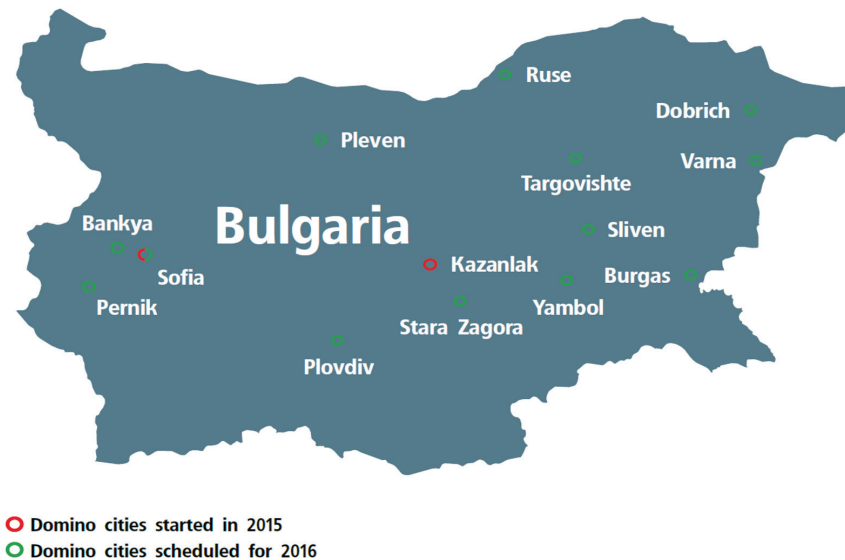 Ruse
Dobrich
Pleven
Varna
Targovishte
Bulgaria
Bankya
Sliven
Sofia
Kazanlak
Burgas
Pernik
Yambol
Stara Zagora
Plovdiv
Domino cities started in 2015
Domino cities scheduled for 2016